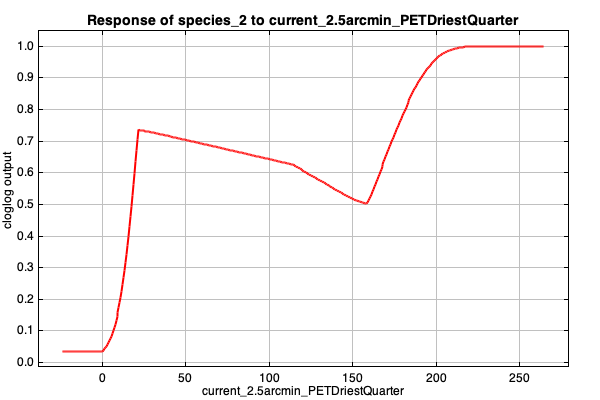 Response of species_2 to current_2.5arcmin_PETDriestQuarter
cloglog output
1.0
0.9
0.8
0.7
0.6
0.5
0.4
0.3
0.2
0.1
0.0
0 50 100 150 200 250
current_2.5arcmin_PETDriestQuarter